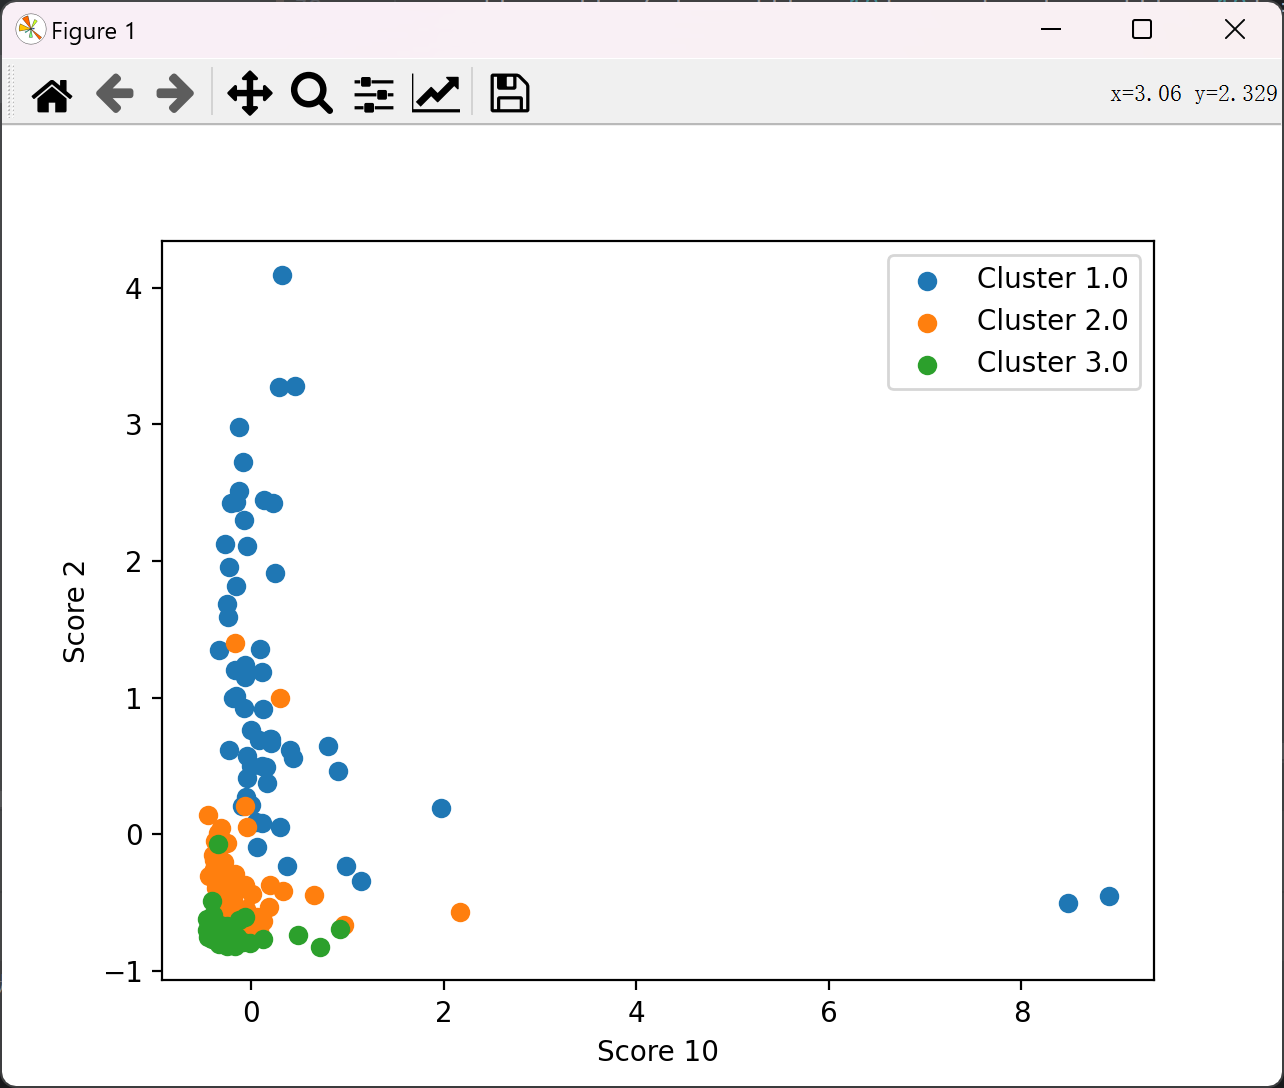 Figure 1
x=3.06 y=2.329
Cluster 1.0
Cluster 2.0
Cluster 3.0
4
3
2
1
0
−1
Score 2
0 2 4 6 8
Score 10